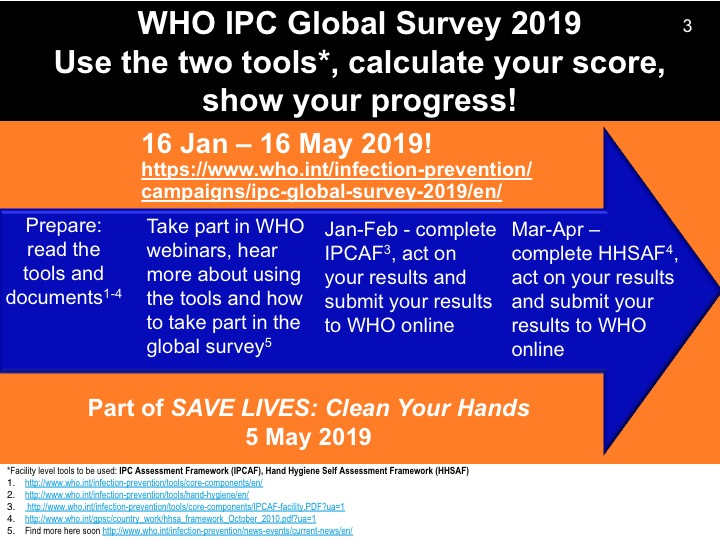 WHO IPC Global Survey 2019
3
Use the two tools*, calculate your score,
show your progress!
16 Jan – 16 May 2019!
https://www.who.int/infection-prevention/
campaigns/ipc-global-survey-2019/en/
Prepare:
read the
tools and
documents1-4
Take part in WHO
webinars, hear
more about using
the tools and how
to take part in the
global survey5
Jan-Feb - complete
IPCAF3, act on
your results and
submit your results
to WHO online
Mar-Apr –
complete HHSAF4,
act on your results
and submit your
results to WHO
online
Part of SAVE LIVES: Clean Your Hands
5 May 2019
*Facility level tools to be used: IPC Assessment Framework (IPCAF), Hand Hygiene Self Assessment Framework (HHSAF)
1. http://www.who.int/infection-prevention/tools/core-components/en/
2. http://www.who.int/infection-prevention/tools/hand-hygiene/en/
3. http://www.who.int/infection-prevention/tools/core-components/IPCAF-facility.PDF?ua=1
4. http://www.who.int/gpsc/country_work/hhsa_framework_October_2010.pdf?ua=1
5. Find more here soon http://www.who.int/infection-prevention/news-events/current-news/en/